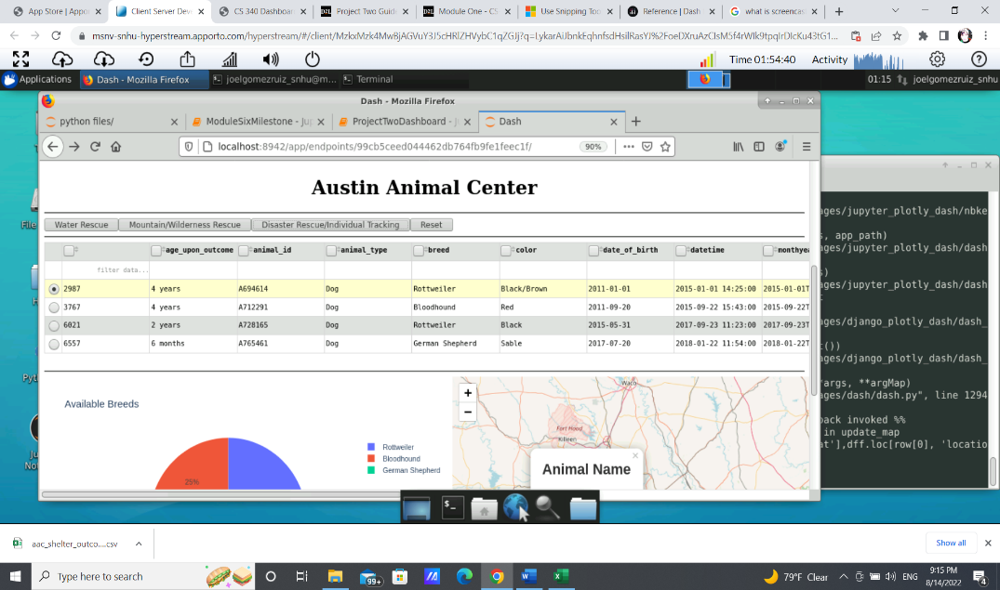 App Store | Apporto
Client Server Dev
CS 340 Dashboard
Project Two Guide
Module One - CS
Use Snipping Too
Reference | Dash
what is screencas
msnv-snhu-hyperstream.apporto.com/hyperstream/#/client/
Time 01:54:40
Activity
Applications
Dash - Mozilla Firefox
joelgomezruiz_snhu@m...
Terminal
01:15
joelgomezruiz_snhu
Dash - Mozilla Firefox
python files/
ModuleSixMilestone - Jup
ProjectTwoDashboard - J
Dash
localhost:8942/app/endpoints/99cb5ceed044462db764fb9fe1feec1f/
90%
Austin Animal Center
Water Rescue
Mountain/Wilderness Rescue
Disaster Rescue/Individual Tracking
Reset
age_upon_outcome animal_id animal_type breed color date_of_birth datetime monthyea
filter data...
2987 4 years A694614 Dog Rottweiler Black/Brown 2011-01-01 2015-01-01 14:25:00 2015-01-01T
3767 4 years A712291 Dog Bloodhound Red 2011-09-20 2015-09-22 15:43:00 2015-09-22T
6021 2 years A728165 Dog Rottweiler Black 2015-05-31 2017-09-23 11:23:00 2017-09-23T
6557 6 months A765461 Dog German Shepherd Sable 2017-07-20 2018-01-22 11:54:00 2018-01-22T
Available Breeds
25%
Rottweiler
Bloodhound
German Shepherd
+
−
Waco
Fort Hood
Killeen
Animal Name
×
ages/jupyter_plotly_dash/nbke
s, app_path)
ages/jupyter_plotly_dash/dash
s)
ages/jupyter_plotly_dash/dash
ages/django_plotly_dash/dash_
t())
ages/django_plotly_dash/dash_
*args, **argMap)
ages/dash/dash.py", line 1294
back invoked %%
in update_map
at'],dff.loc[row[0], 'locatio
aac_shelter_outco....csv
Show all
Type here to search
99+
79°F Clear
ENG
9:15 PM
8/14/2022
4